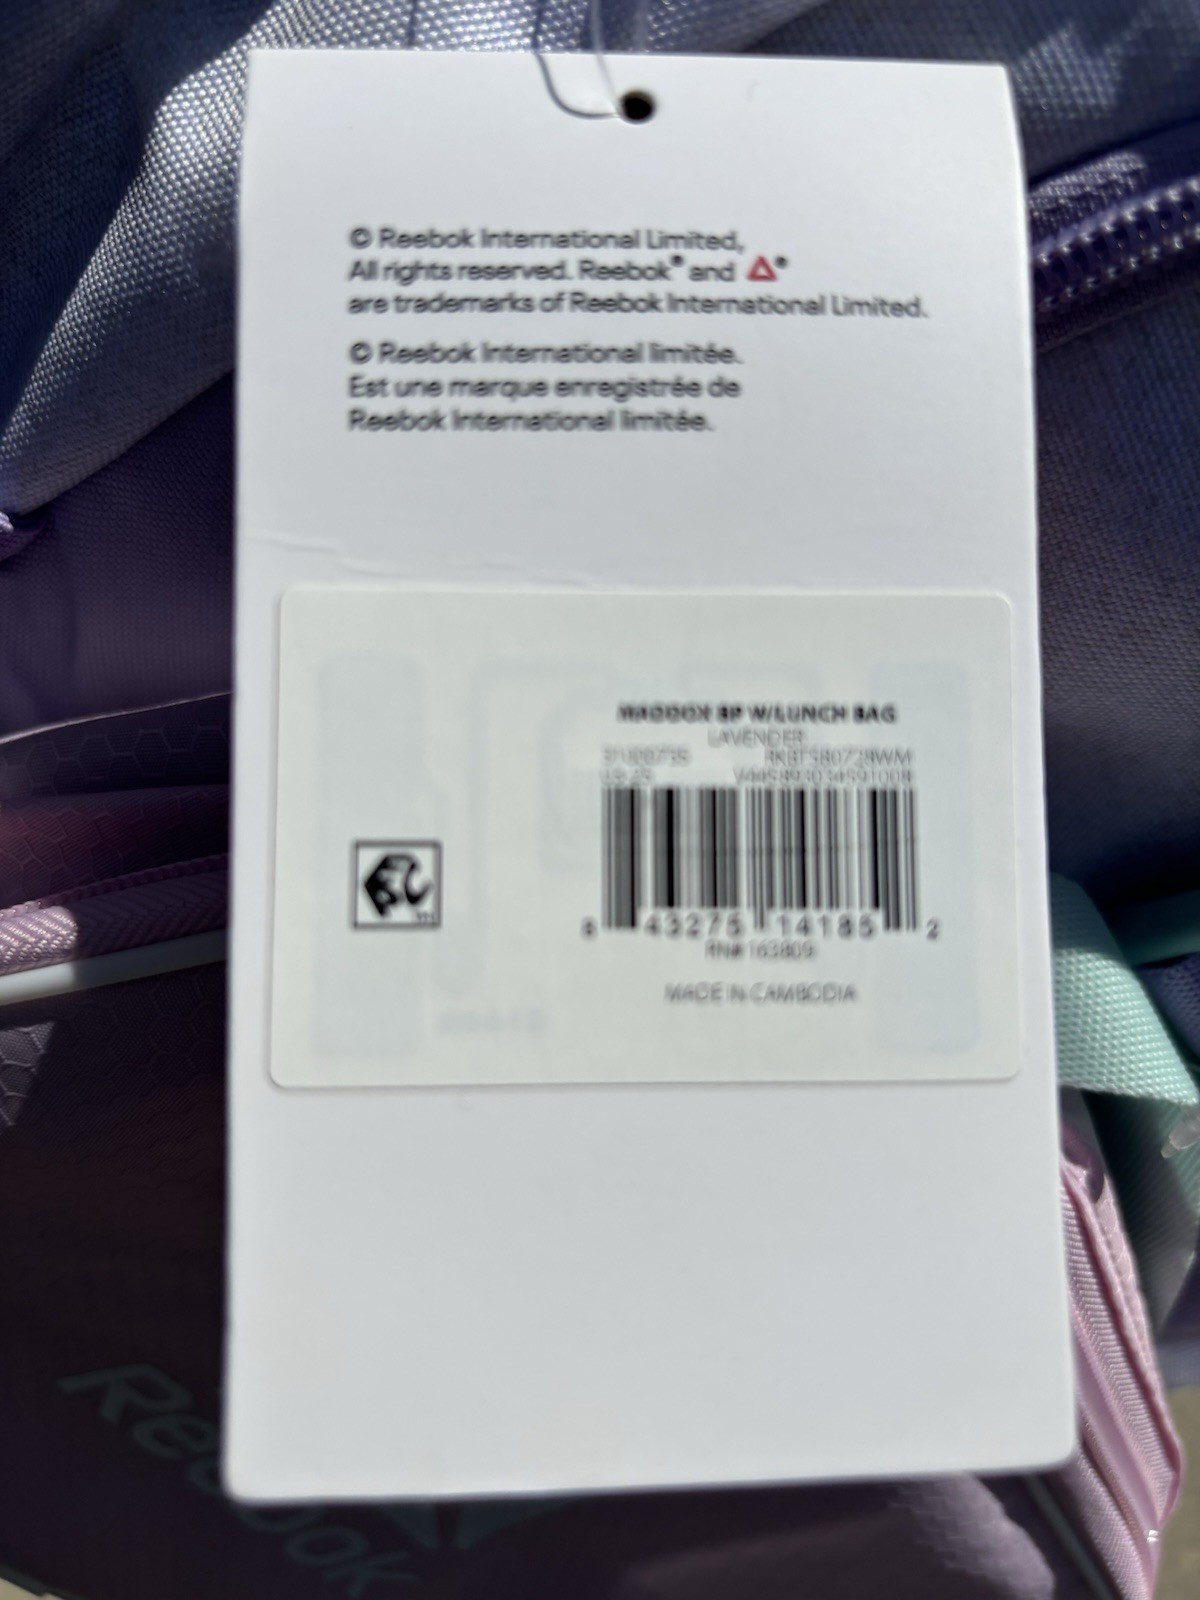 © Reebok International Limited,
All rights reserved. Reebok® and ®
are trademarks of Reebok International Limited.
© Reebok International limitée.
Est une marque enregistrée de
Reebok International limitée.
MADDOX BP W/LUNCH BAG
LAVENDER
8 43275 14185 2
RN# 163809
MADE IN CAMBODIA
Reebok